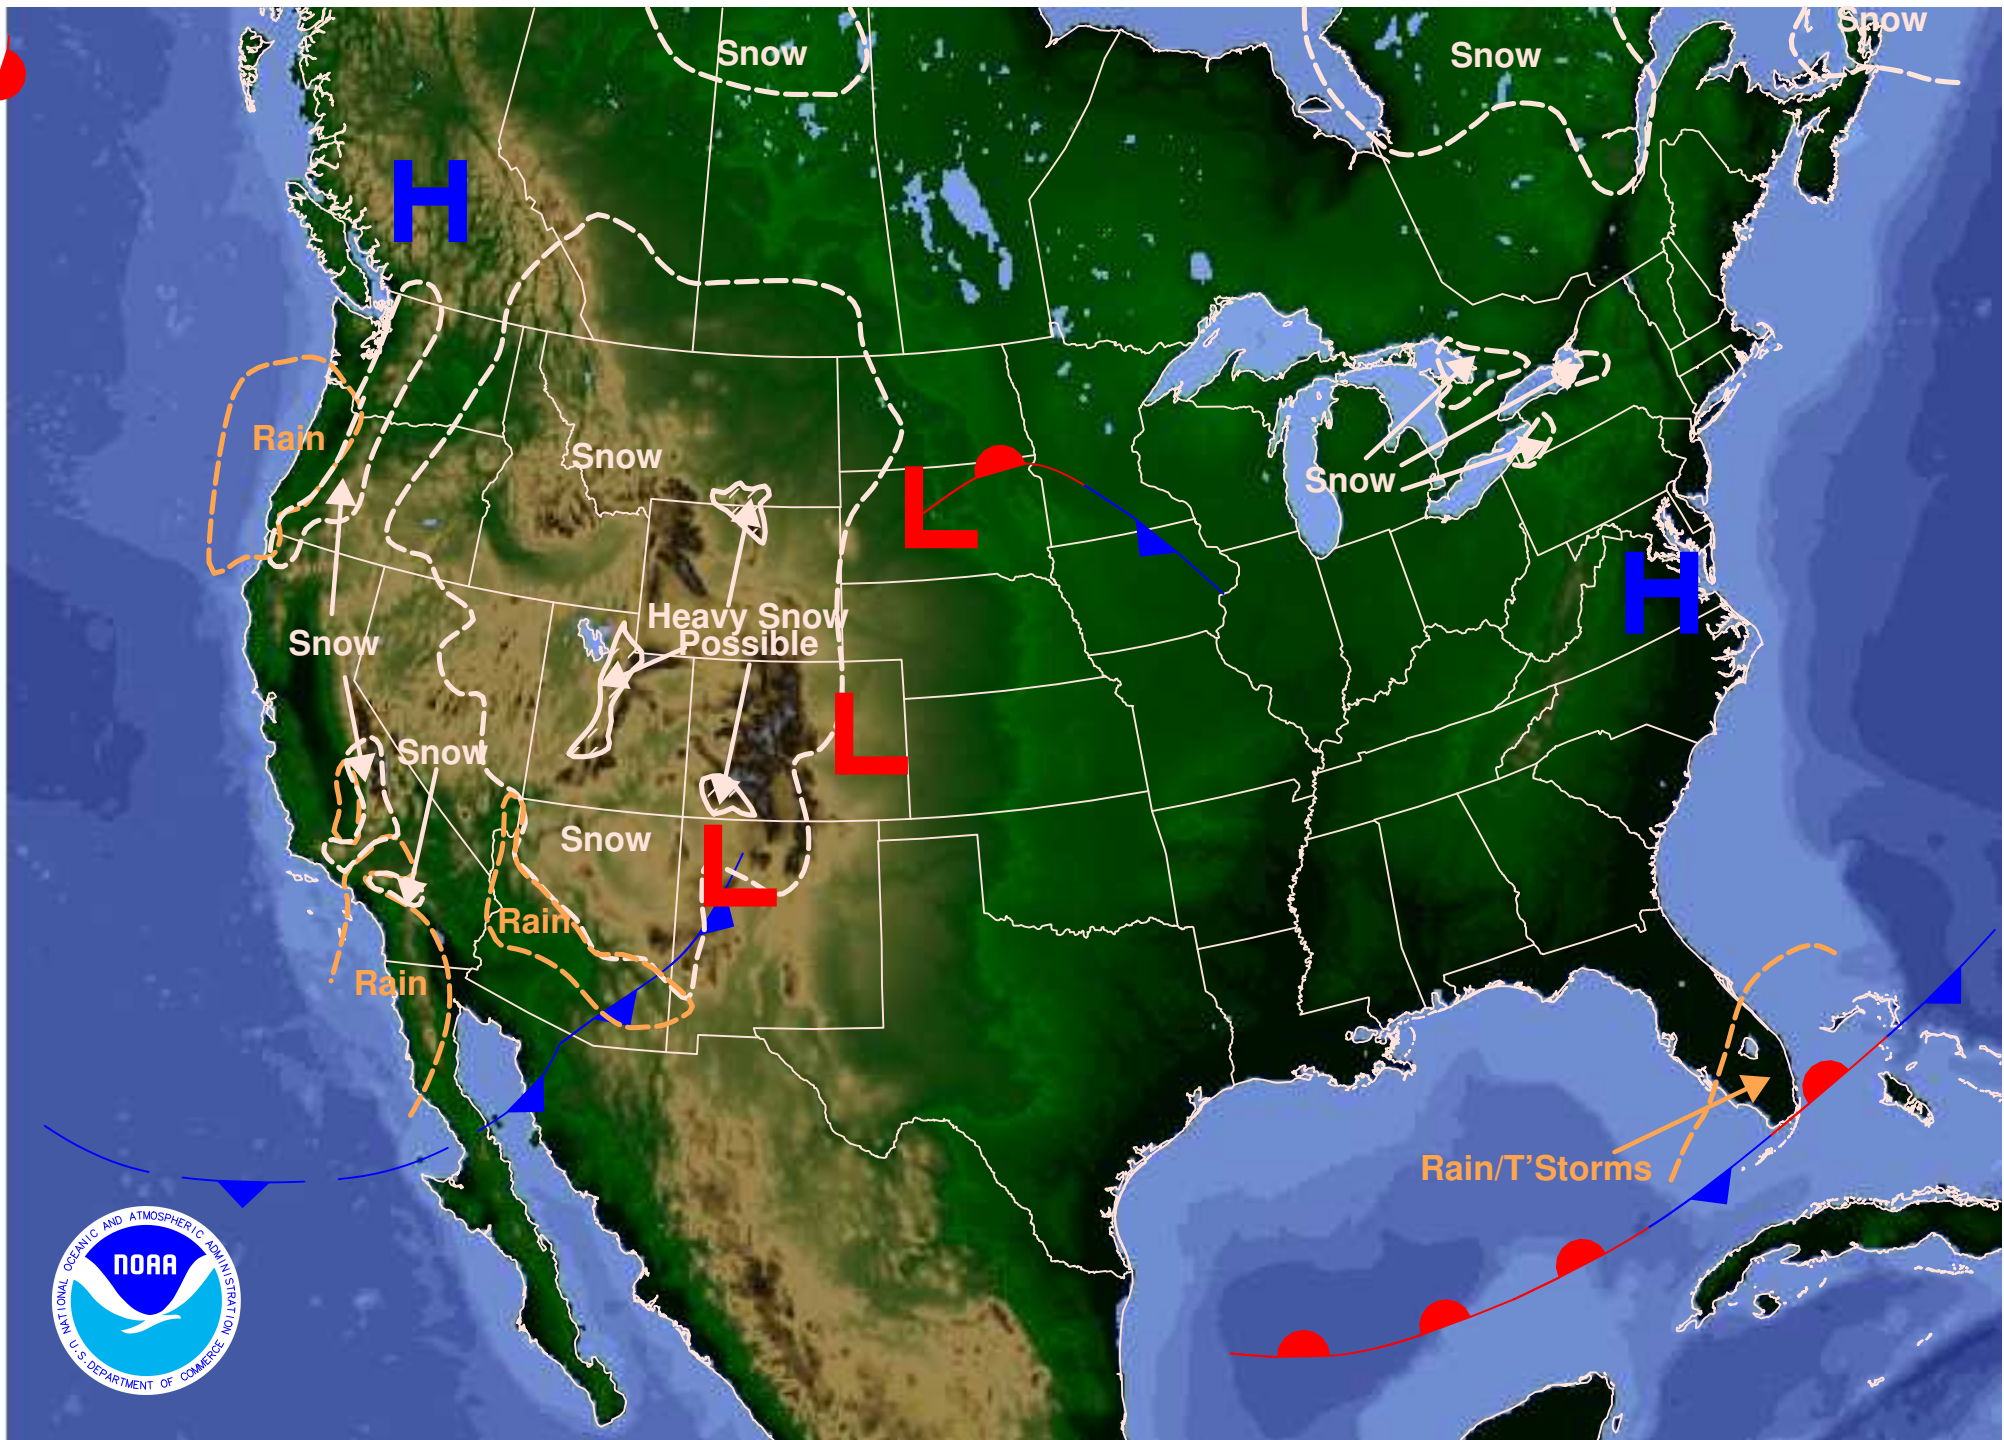 Snow
Snow
Snow
H
Rain
Snow
L
Snow
H
Heavy Snow
Possible
Snow
L
Snow
Snow
L
Rain
Rain
Rain/T'Storms
NATIONAL OCEANIC AND ATMOSPHERIC ADMINISTRATION
NOAA
U.S. DEPARTMENT OF COMMERCE